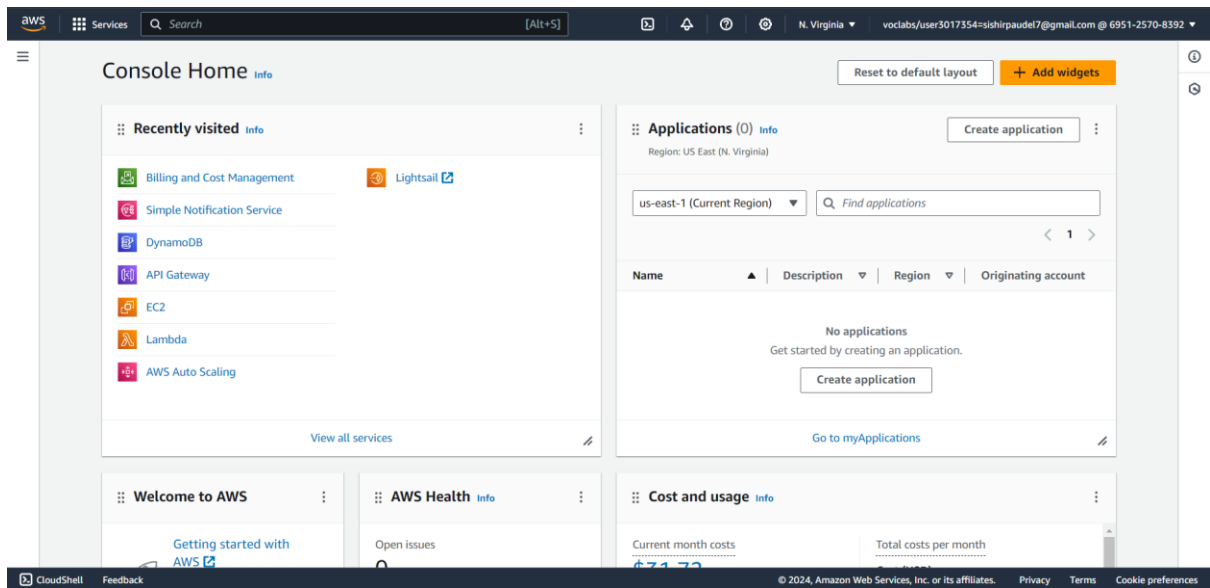 aws Services Search [Alt+S] N. Virginia voclabs/user3017354=sishirpaudel7@gmail.com @ 6951-2570-8392
Console Home Info
Reset to default layout
Add widgets
Recently visited Info
Billing and Cost Management
Simple Notification Service
DynamoDB
API Gateway
EC2
Lambda
AWS Auto Scaling
Lightsail
View all services
Applications (0) Info
Create application
Region: US East (N. Virginia)
us-east-1 (Current Region)
Find applications
1
Name Description Region Originating account
No applications
Get started by creating an application.
Create application
Go to myApplications
Welcome to AWS
Getting started with
AWS
AWS Health Info
Open issues
Cost and usage Info
Current month costs
Total costs per month
CloudShell Feedback © 2024, Amazon Web Services, Inc. or its affiliates. Privacy Terms Cookie preferences